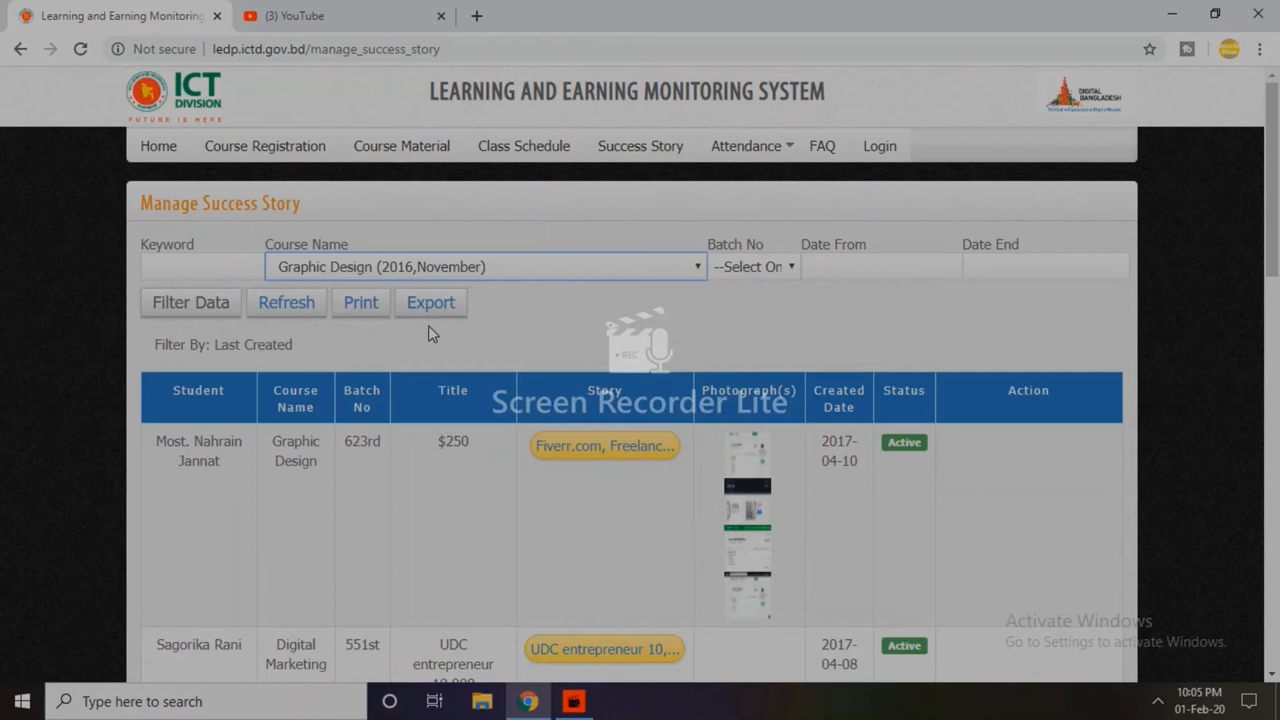 Learning and Earning Monitoring
(3) YouTube
Not secure
ledp.ictd.gov.bd/manage_success_story
ICT
DIVISION
FUTURE IS HERE
LEARNING AND EARNING MONITORING SYSTEM
DIGITAL
BANGLADESH
Home
Course Registration
Course Material
Class Schedule
Success Story
Attendance
FAQ
Login
Manage Success Story
Keyword
Course Name
Batch No
Date From
Date End
Graphic Design (2016,November)
--Select On
Filter Data
Refresh
Print
Export
REC
Filter By: Last Created
Screen Recorder Lite
Student
Course
Name
Batch
No
Title
Story
Photograph(s)
Created
Date
Status
Action
Most. Nahrain
Jannat
Graphic
Design
623rd
$250
Fiverr.com, Freelanc...
2017-
04-10
Active
Sagorika Rani
Digital
Marketing
551st
UDC
entrepreneur
UDC entrepreneur 10,...
2017-
04-08
Active
Activate Windows
Go to Settings to activate Windows.
Type here to search
10:05 PM
01-Feb-20